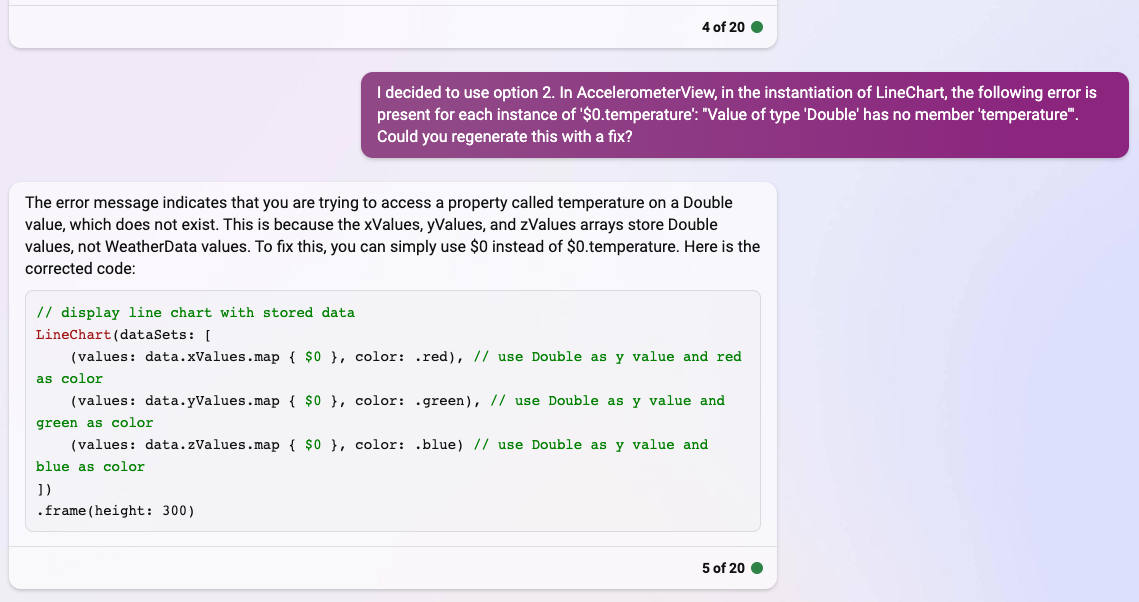 4 of 20
I decided to use option 2. In AccelerometerView, in the instantiation of LineChart, the following error is
present for each instance of '$0.temperature': "Value of type 'Double' has no member 'temperature'".
Could you regenerate this with a fix?
The error message indicates that you are trying to access a property called temperature on a Double
value, which does not exist. This is because the xValues, yValues, and zValues arrays store Double
values, not WeatherData values. To fix this, you can simply use $0 instead of $0.temperature. Here is the
corrected code:
// display line chart with stored data
LineChart(dataSets: [
    (values: data.xValues.map { $0 }, color: .red), // use Double as y value and red
as color
    (values: data.yValues.map { $0 }, color: .green), // use Double as y value and
green as color
    (values: data.zValues.map { $0 }, color: .blue) // use Double as y value and
blue as color
])
.frame(height: 300)
5 of 20